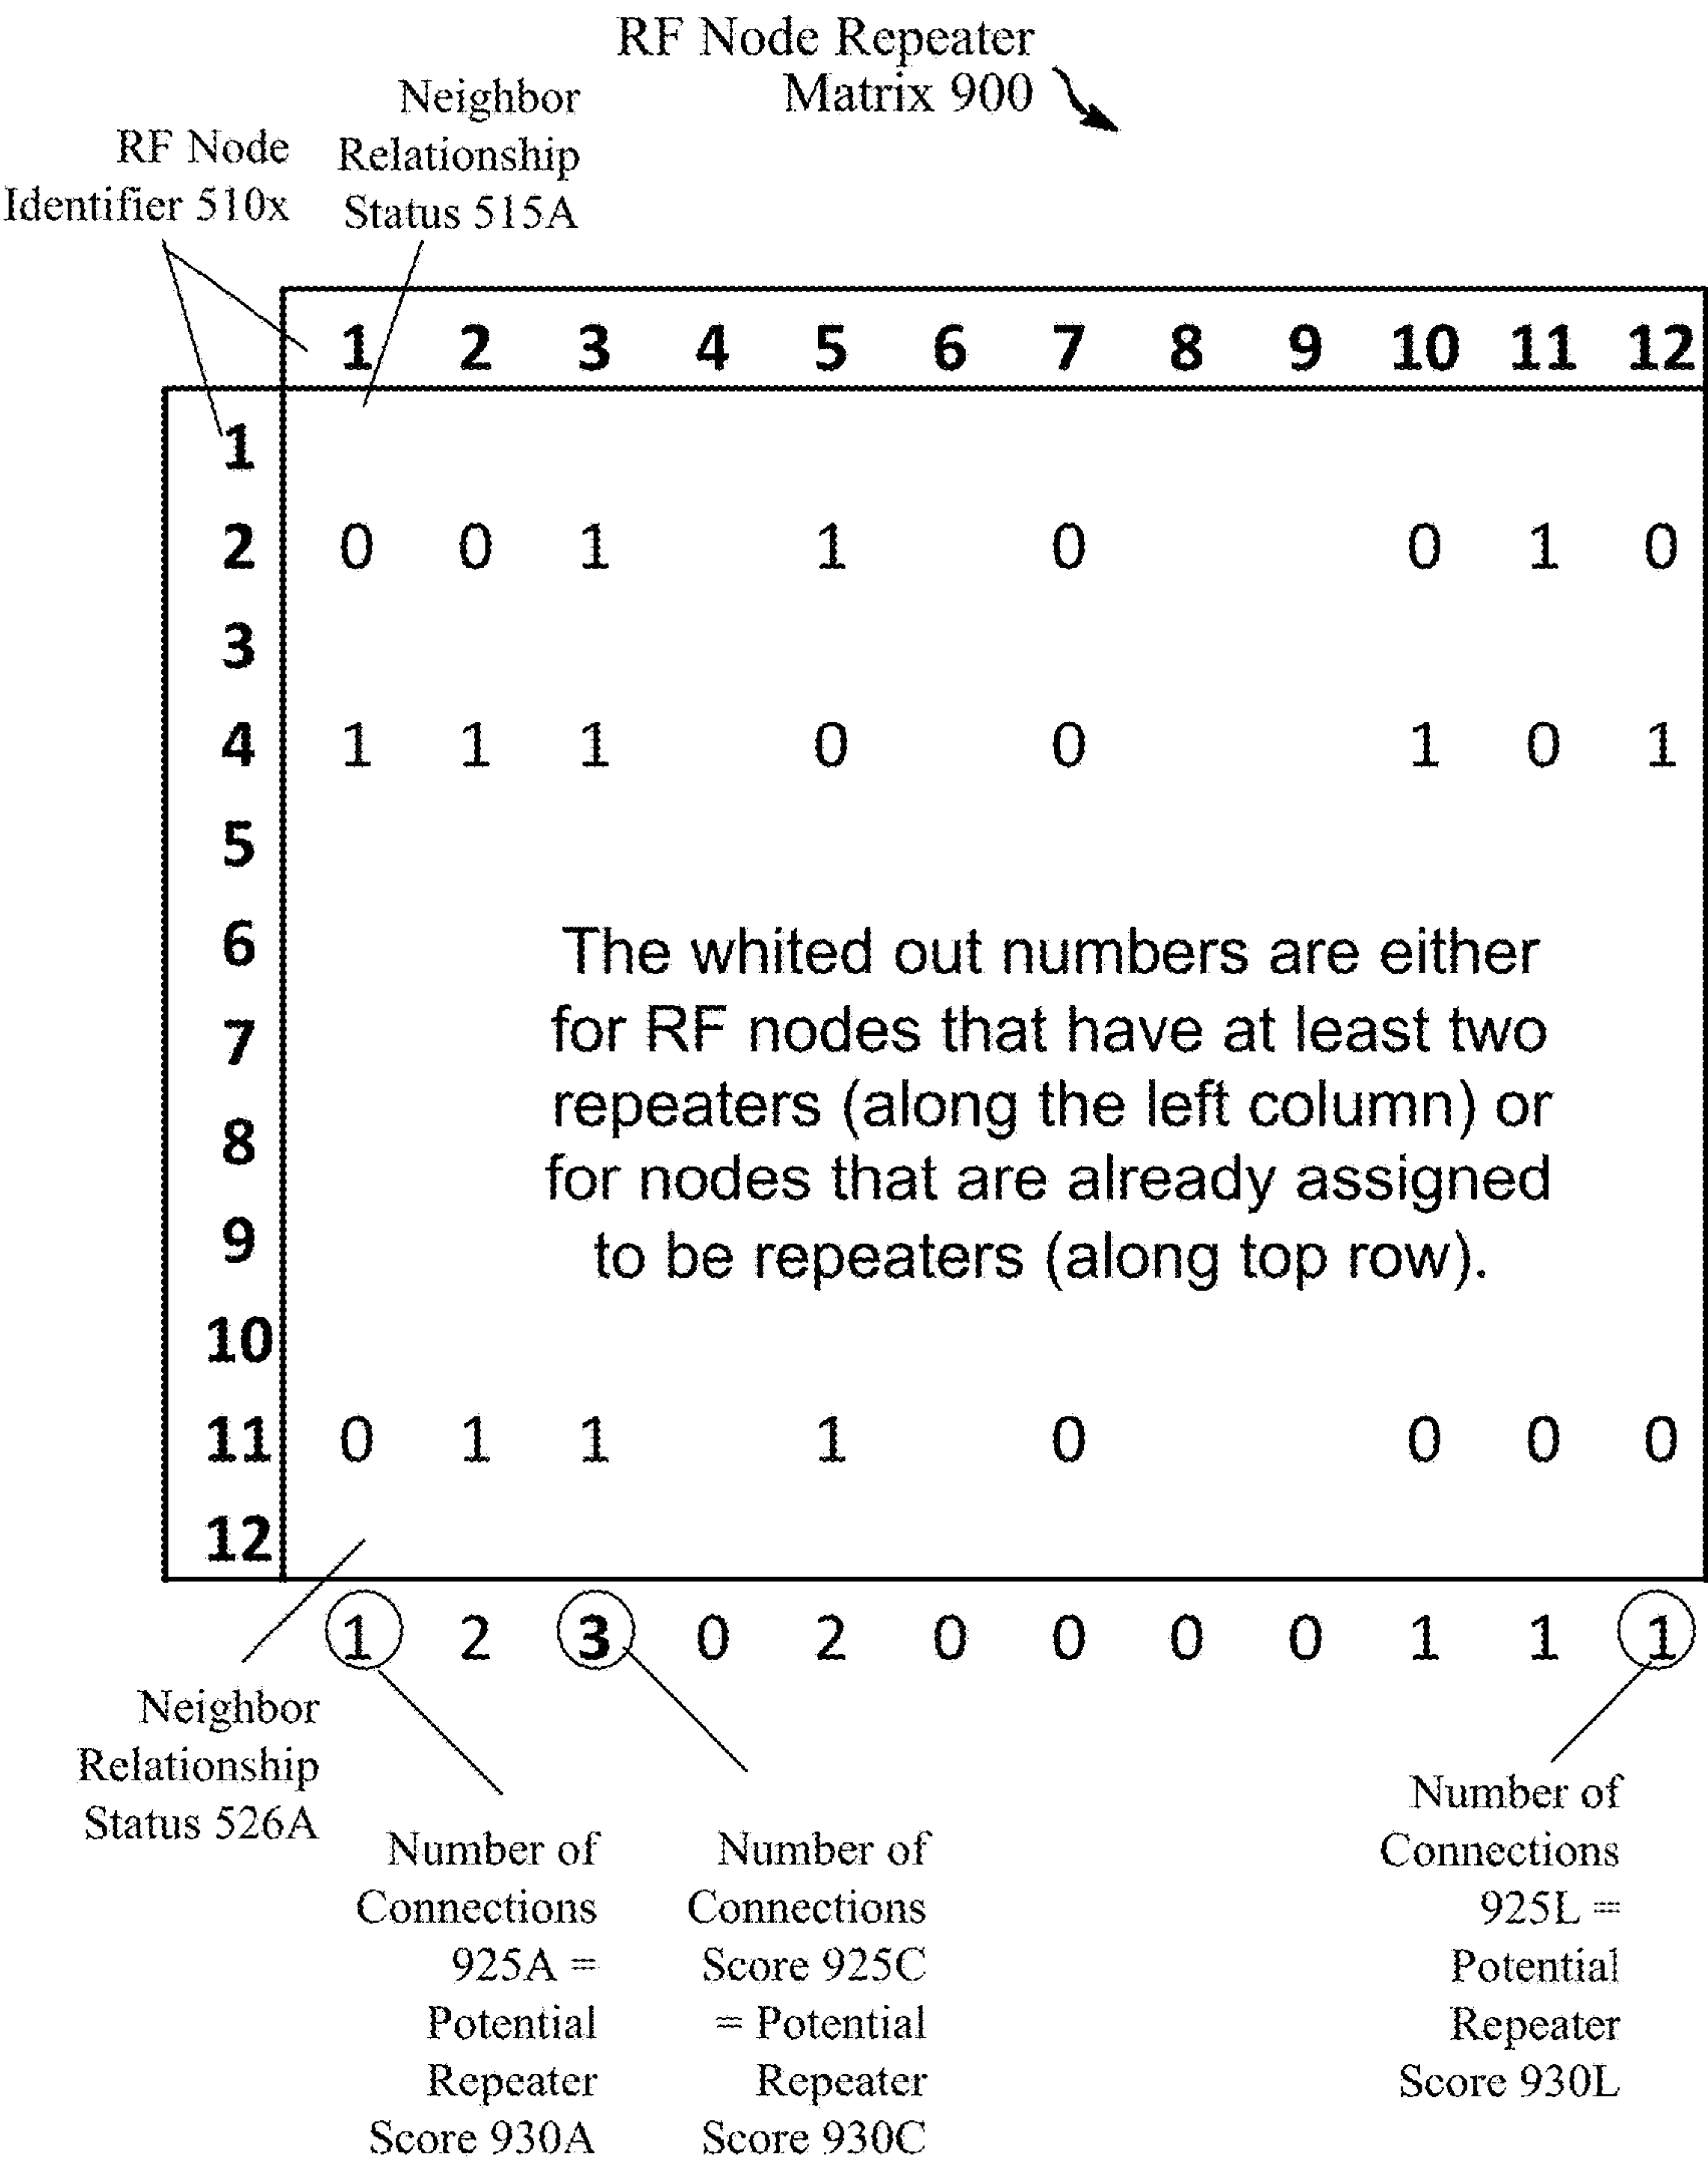 RF Node Repeater
Matrix 900
Neighbor
Relationship
Status 515A
RF Node
Identifier 510x
1 2 3 4 5 6 7 8 9 10 11 12
1
2 0 0 1 1 0 0 1 0
3
4 1 1 1 0 0 1 0 1
5
6
7
8
9
10
11 0 1 1 1 0 0 0 0
12
The whited out numbers are either
for RF nodes that have at least two
repeaters (along the left column) or
for nodes that are already assigned
to be repeaters (along top row).
1 2 3 0 2 0 0 0 0 1 1 1
Neighbor
Relationship
Status 526A
Number of
Connections
925A =
Potential
Repeater
Score 930A
Number of
Connections
Score 925C
= Potential
Repeater
Score 930C
Number of
Connections
925L =
Potential
Repeater
Score 930L